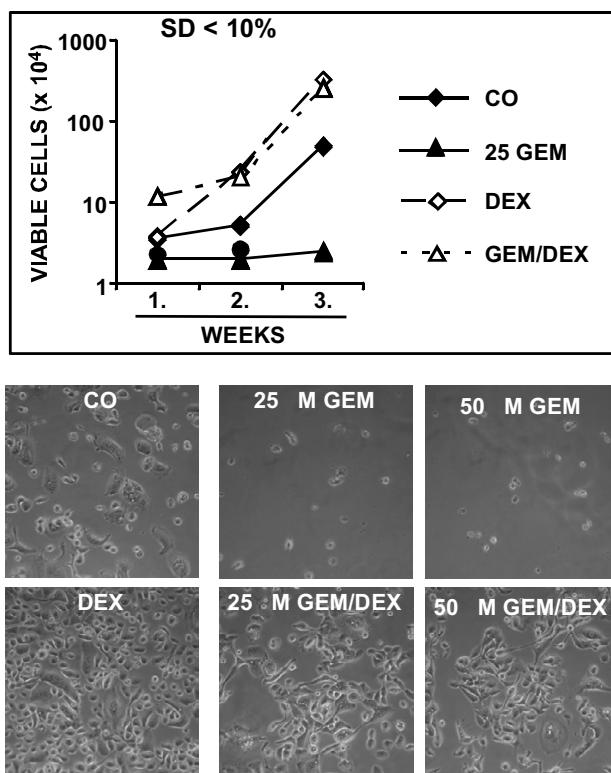 SD < 10%
VIABLE CELLS (x 10⁴)
1000
100
10
1
1. 2. 3.
WEEKS
CO
25 GEM
DEX
GEM/DEX
CO 25 M GEM 50 M GEM
DEX 25 M GEM/DEX 50 M GEM/DEX